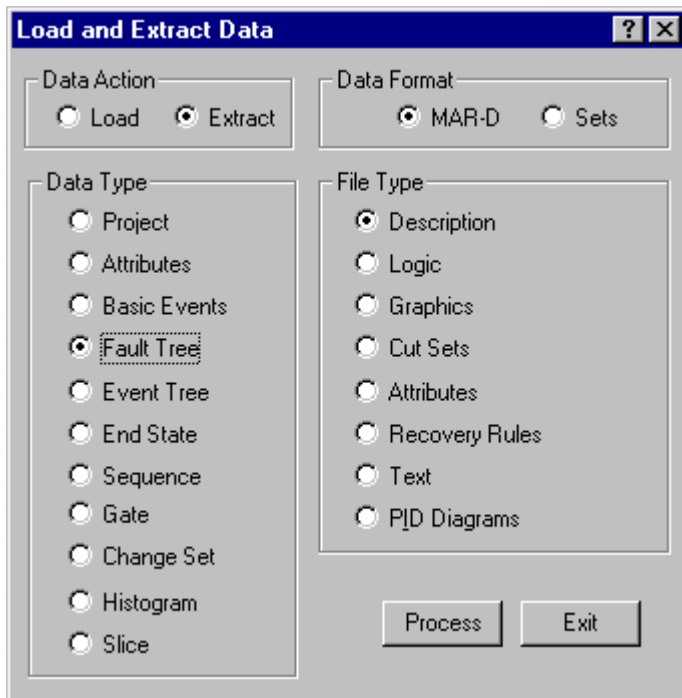 Load and Extract Data
Data Action
Load Extract
Data Format
MAR-D Sets
Data Type
Project
Attributes
Basic Events
Fault Tree
Event Tree
End State
Sequence
Gate
Change Set
Histogram
Slice
File Type
Description
Logic
Graphics
Cut Sets
Attributes
Recovery Rules
Text
PID Diagrams
Process Exit